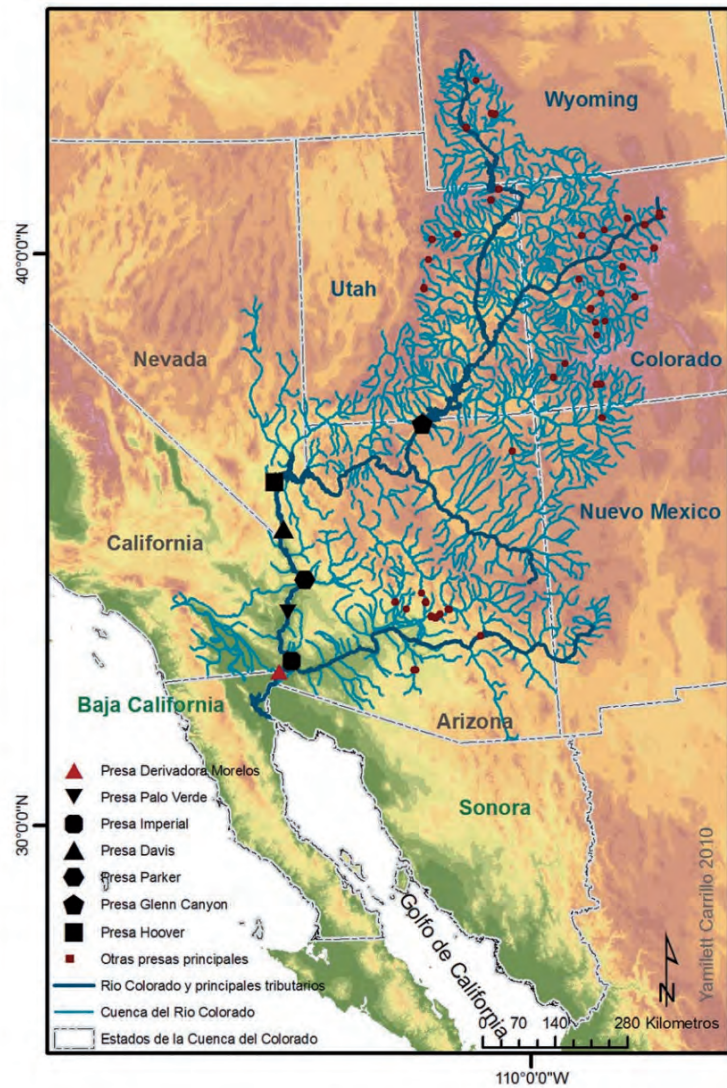 Wyoming
40°0'0"N
Utah
Nevada
Colorado
California
Nuevo Mexico
Baja California
Arizona
Sonora
30°0'0"N
Golfo de California
Presa Derivadora Morelos
Presa Palo Verde
Presa Imperial
Presa Davis
Presa Parker
Presa Glenn Canyon
Presa Hoover
Otras presas principales
Rio Colorado y principales tributarios
Cuenca del Rio Colorado
Estados de la Cuenca del Colorado
Yamilett Carrillo 2010
N
0 70 140 280 Kilometros
110°0'0"W